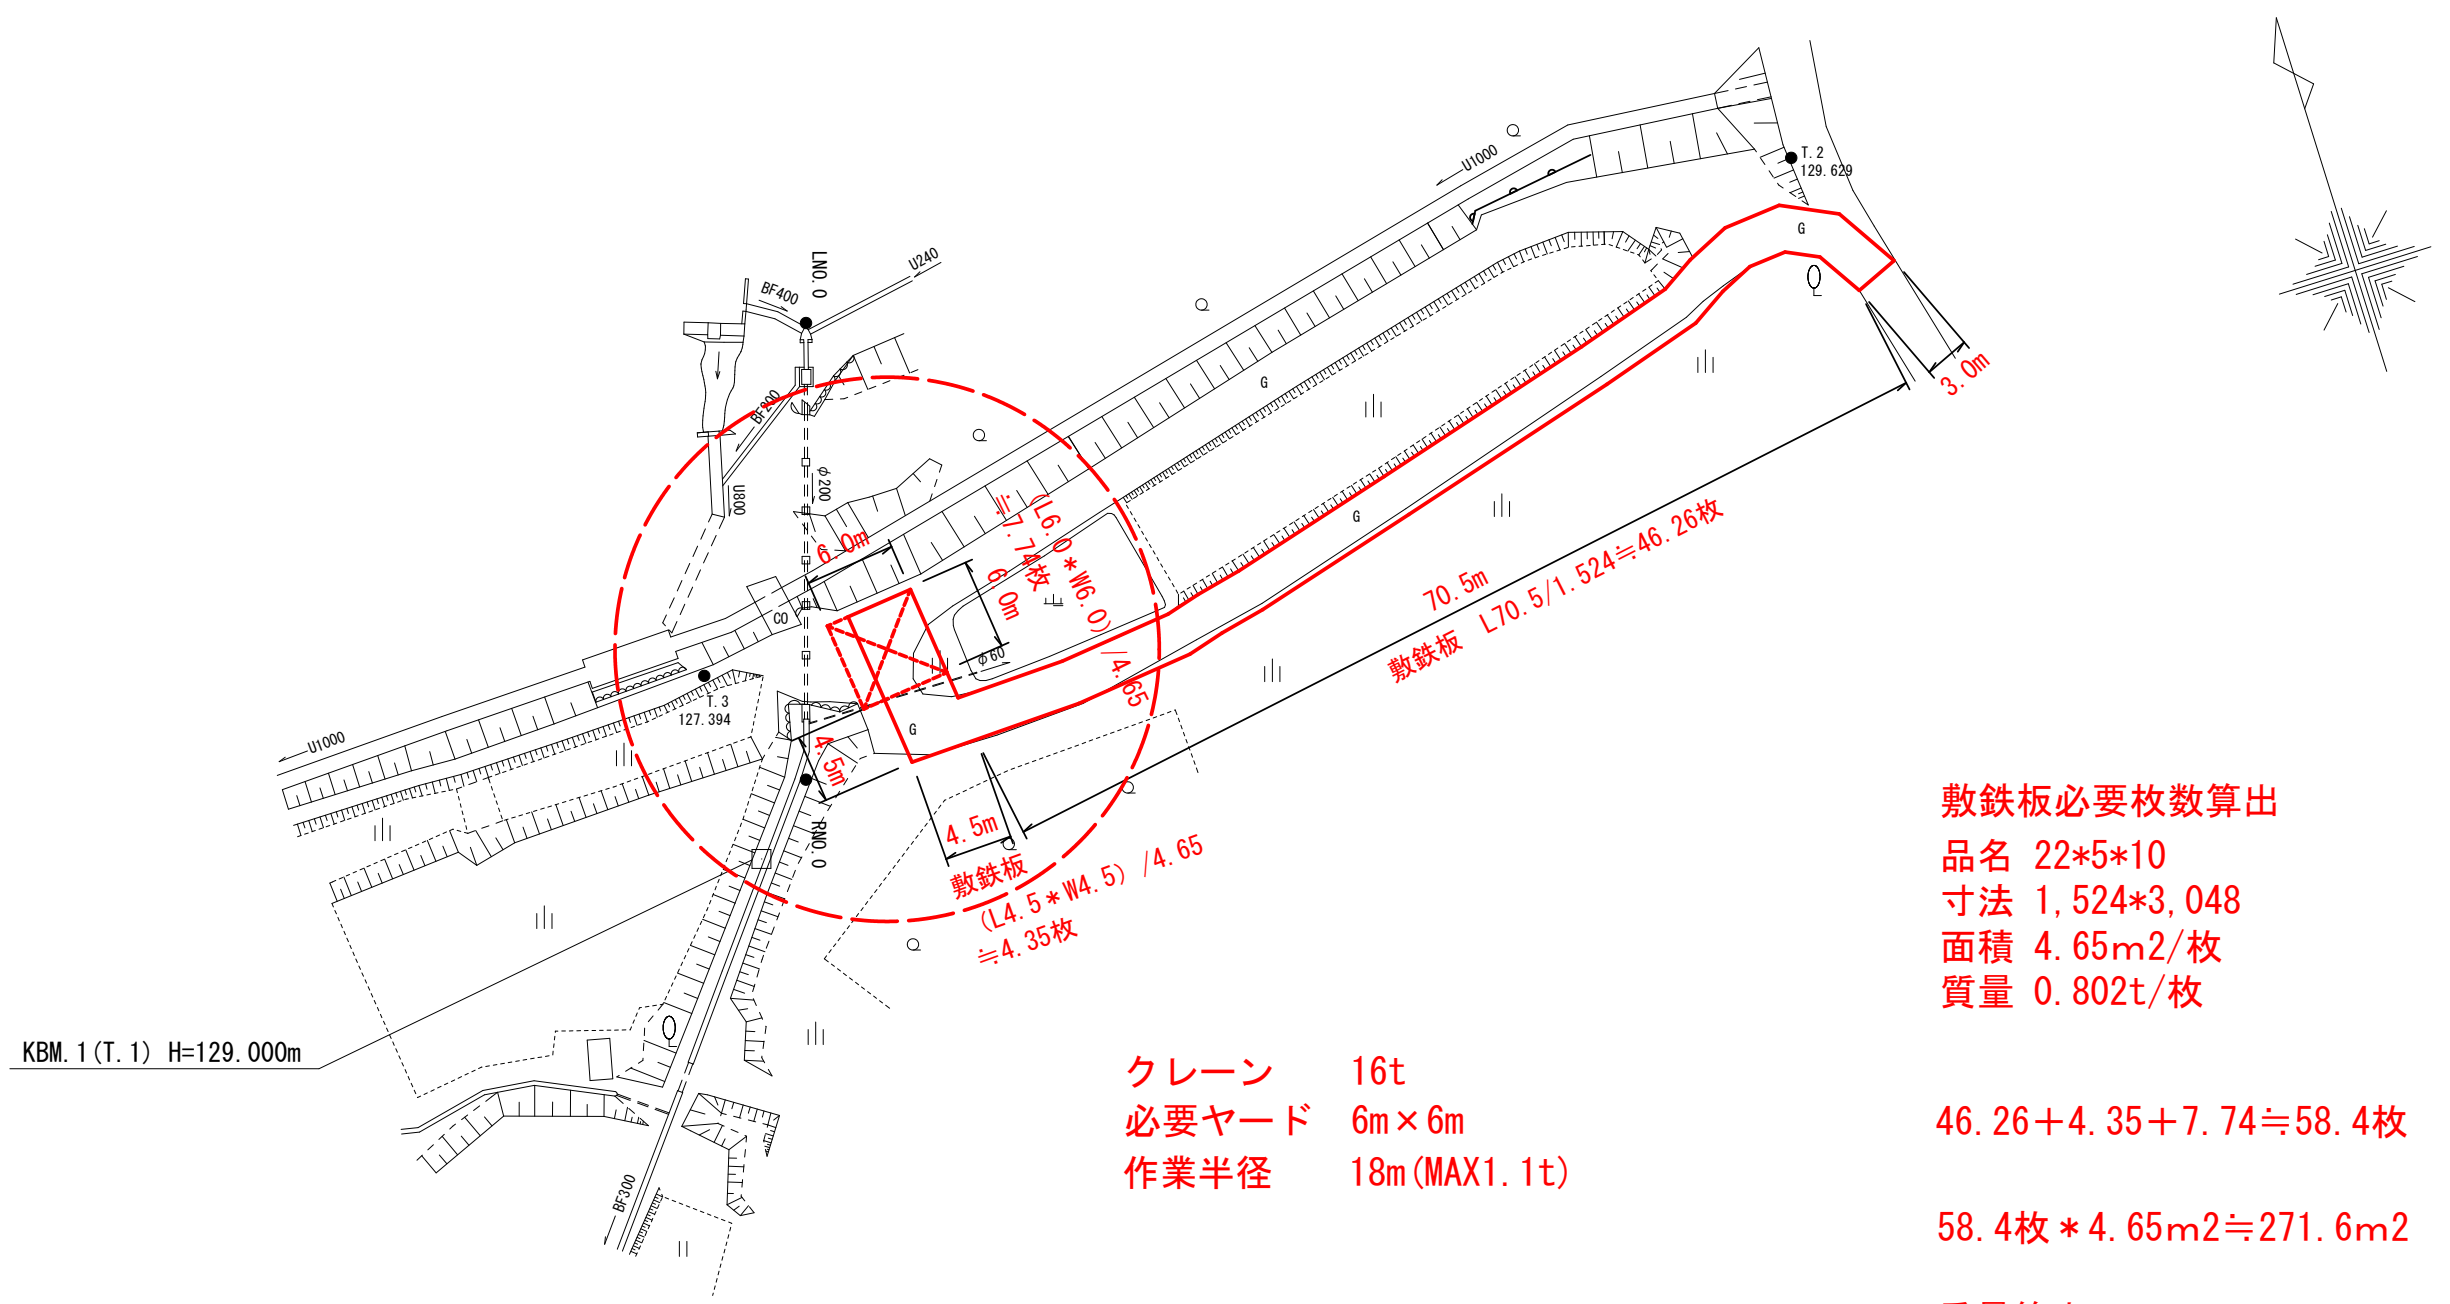 U1000
T.2
129.629
G
LNO.0
U240
BF400
3.0m
BF200
G
φ200
U800
(L6.0*W6.0) /4.65
≒7.74枚
6.0m
G
6.0m
70.5m
敷鉄板 L70.5/1.524≒46.26枚
CO
φ60
T.3
127.394
G
U1000
4.5m
4.5m
敷鉄板
(L4.5*W4.5) /4.65
≒4.35枚
RNO.0
KBM.1(T.1) H=129.000m
BF300
クレーン 16t
必要ヤード 6m×6m
作業半径 18m(MAX1.1t)
敷鉄板必要枚数算出
品名 22*5*10
寸法 1,524*3,048
面積 4.65m2/枚
質量 0.802t/枚
46.26+4.35+7.74≒58.4枚
58.4枚*4.65m2≒271.6m2